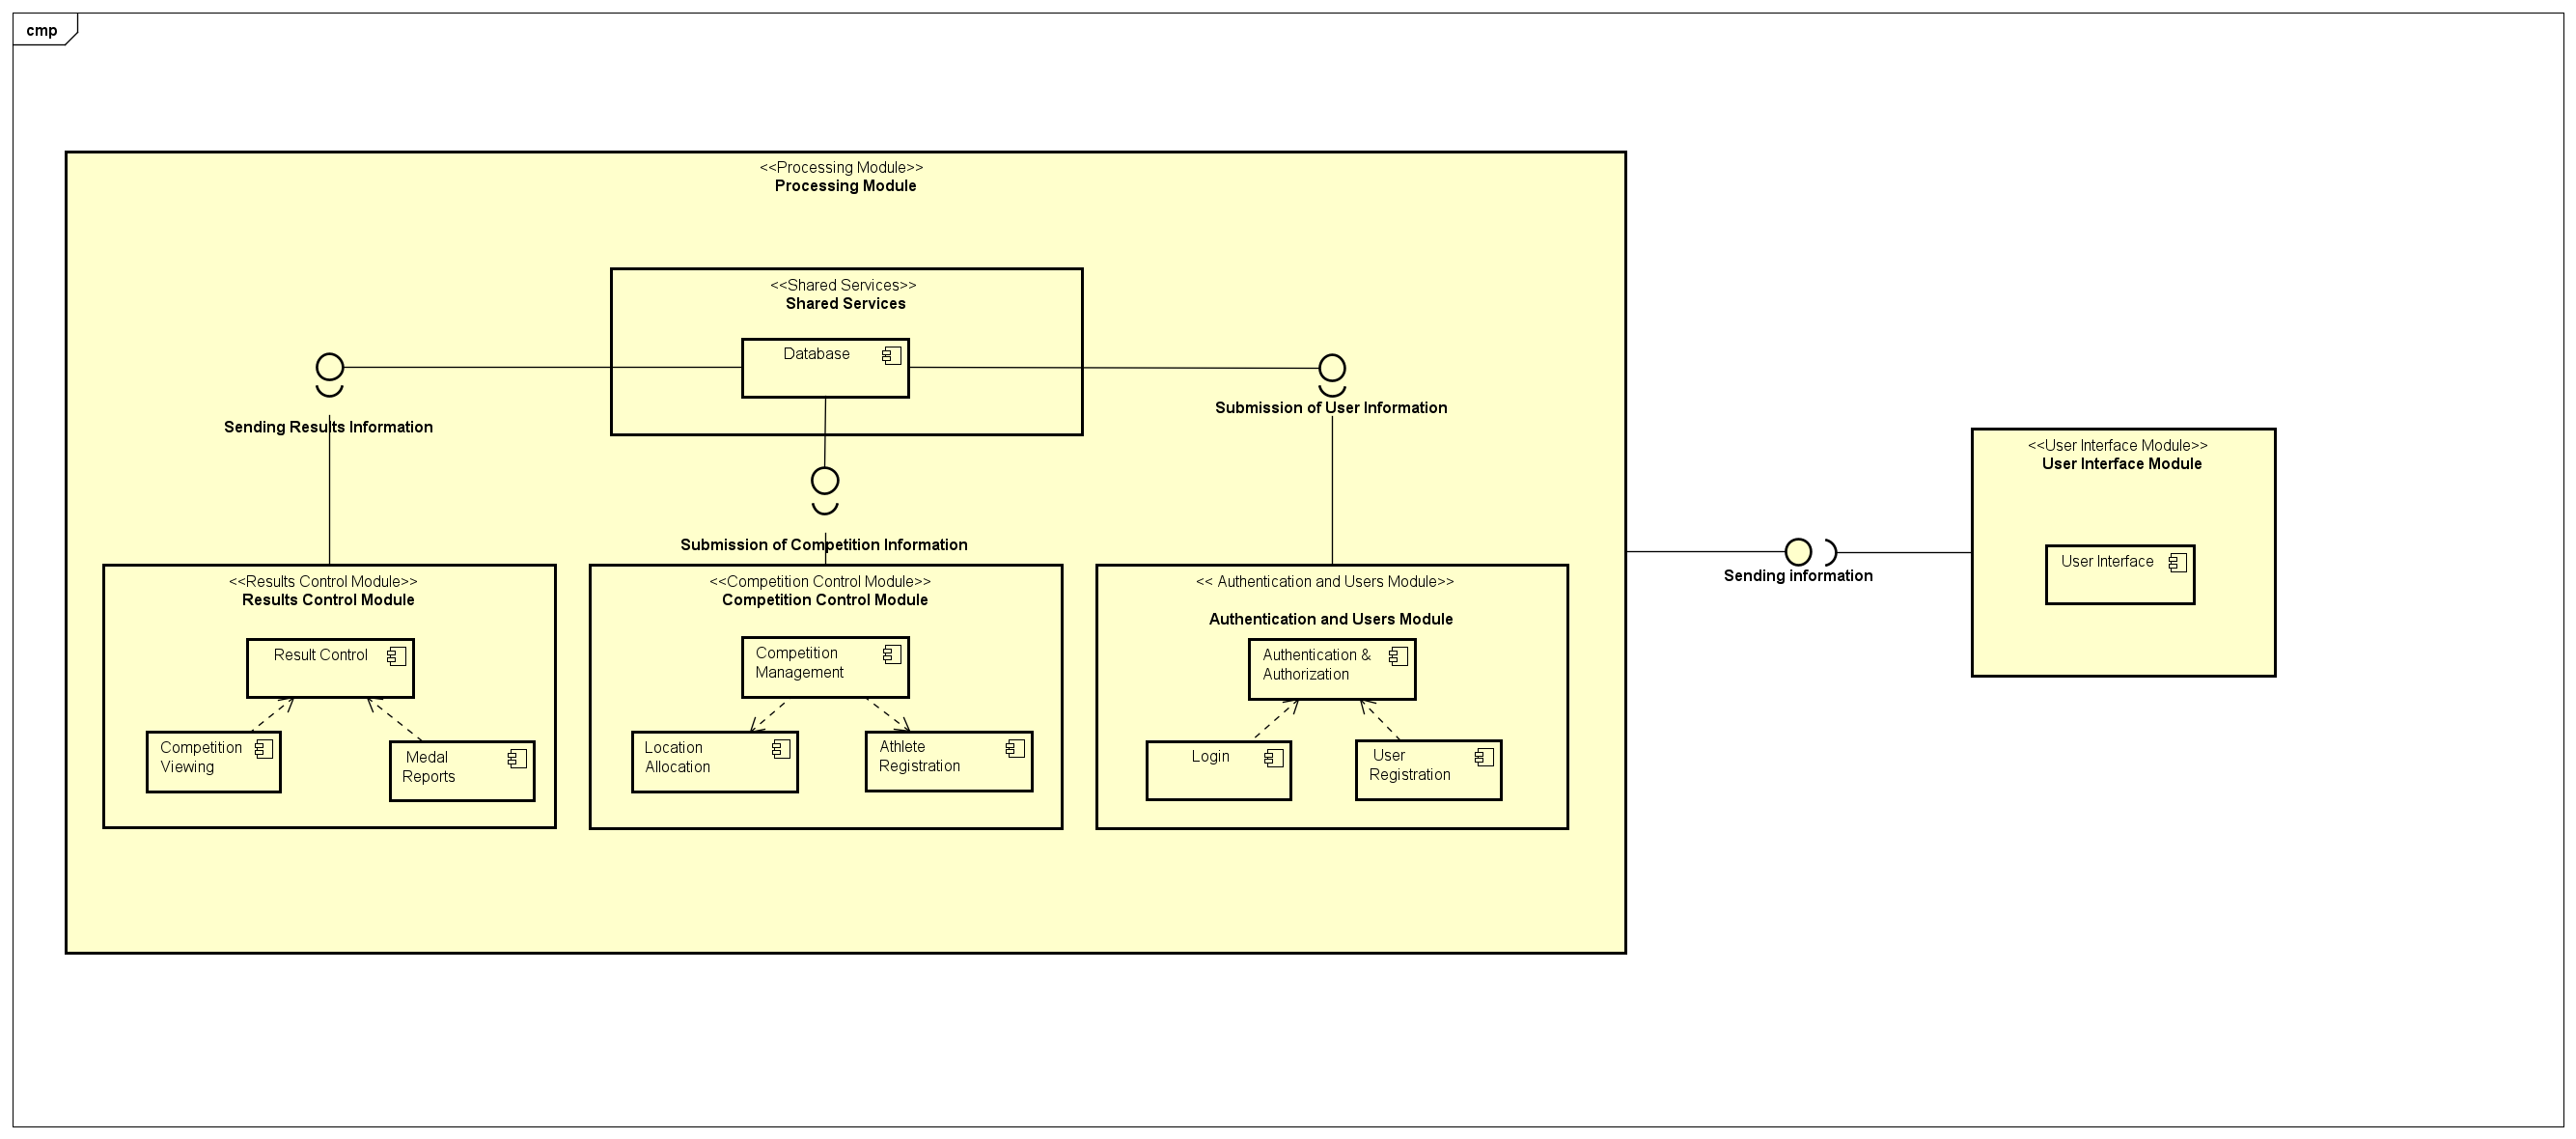 cmp
<<Processing Module>>
Processing Module
<<Shared Services>>
Shared Services
Database
Sending Results Information
Submission of User Information
Submission of Competition Information
<<Results Control Module>>
Results Control Module
Result Control
Competition
Viewing
Medal
Reports
<<Competition Control Module>>
Competition Control Module
Competition
Management
Location
Allocation
Athlete
Registration
<< Authentication and Users Module>>
Authentication and Users Module
Authentication &
Authorization
Login
User
Registration
Sending information
<<User Interface Module>>
User Interface Module
User Interface